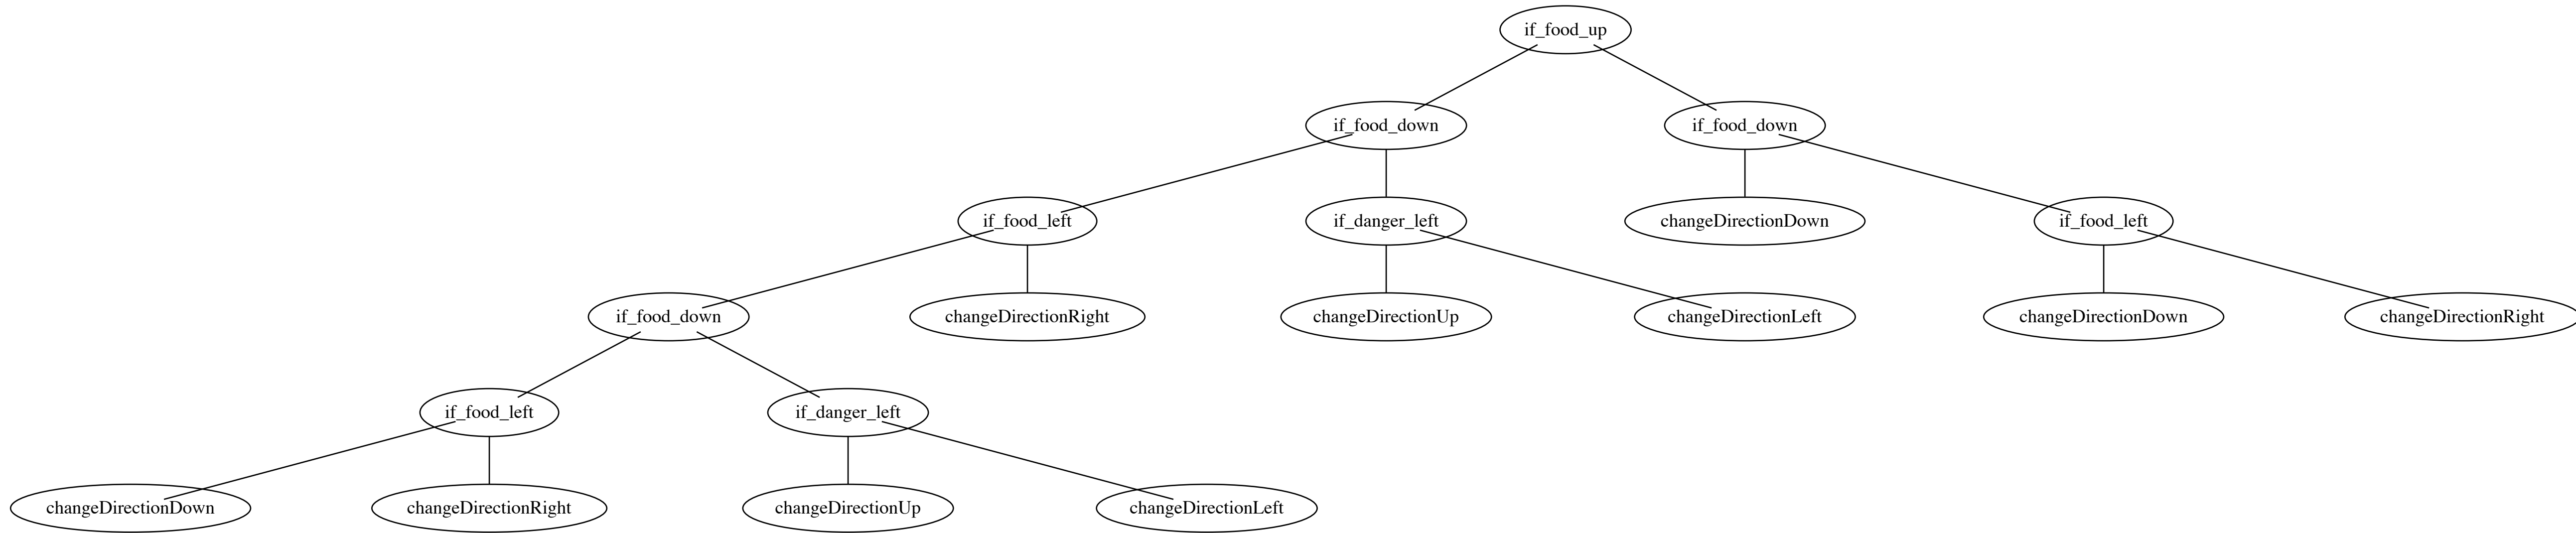 if_food_up
if_food_down
if_food_down
if_food_left
if_danger_left
changeDirectionDown
if_food_left
if_food_down
changeDirectionRight
changeDirectionUp
changeDirectionLeft
changeDirectionDown
changeDirectionRight
if_food_left
if_danger_left
changeDirectionDown
changeDirectionRight
changeDirectionUp
changeDirectionLeft